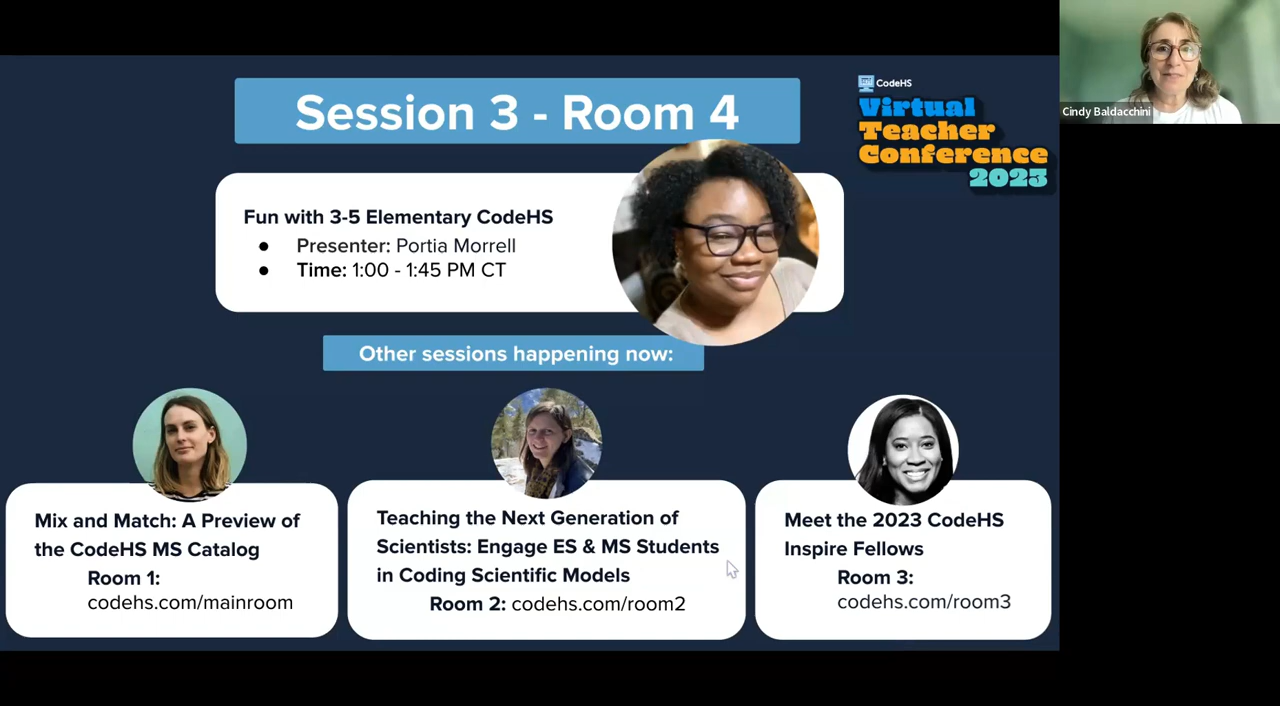 Session 3 - Room 4
CodeHS
Virtual
Teacher
Conference
2023
Cindy Baldacchini
Fun with 3-5 Elementary CodeHS
● Presenter: Portia Morrell
● Time: 1:00 - 1:45 PM CT
Other sessions happening now:
Mix and Match: A Preview of
the CodeHS MS Catalog
Room 1:
codehs.com/mainroom
Teaching the Next Generation of
Scientists: Engage ES & MS Students
in Coding Scientific Models
Room 2: codehs.com/room2
Meet the 2023 CodeHS
Inspire Fellows
Room 3:
codehs.com/room3